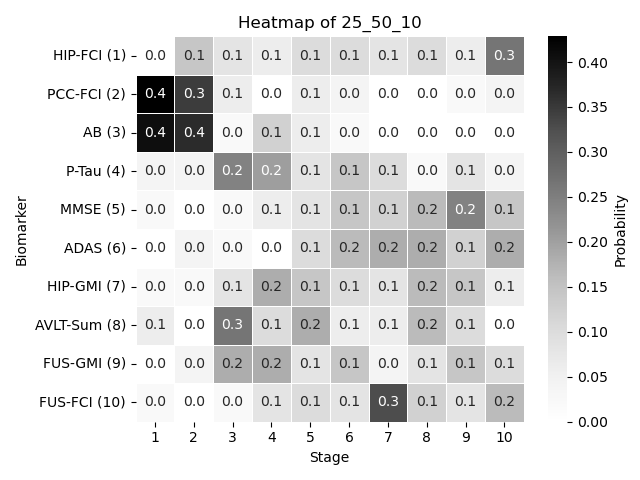 Heatmap of 25_50_10
HIP-FCI (1) 0.0 0.1 0.1 0.1 0.1 0.1 0.1 0.1 0.1 0.3
PCC-FCI (2) 0.4 0.3 0.1 0.0 0.1 0.0 0.0 0.0 0.0 0.0
AB (3) 0.4 0.4 0.0 0.1 0.1 0.0 0.0 0.0 0.0 0.0
P-Tau (4) 0.0 0.0 0.2 0.2 0.1 0.1 0.1 0.0 0.1 0.0
MMSE (5) 0.0 0.0 0.0 0.1 0.1 0.1 0.1 0.2 0.2 0.1
ADAS (6) 0.0 0.0 0.0 0.0 0.1 0.2 0.2 0.2 0.1 0.2
HIP-GMI (7) 0.0 0.0 0.1 0.2 0.1 0.1 0.1 0.2 0.1 0.1
AVLT-Sum (8) 0.1 0.0 0.3 0.1 0.2 0.1 0.1 0.2 0.1 0.0
FUS-GMI (9) 0.0 0.0 0.2 0.2 0.1 0.1 0.0 0.1 0.1 0.1
FUS-FCI (10) 0.0 0.0 0.0 0.1 0.1 0.1 0.3 0.1 0.1 0.2
1 2 3 4 5 6 7 8 9 10
Stage
Biomarker
0.40
0.35
0.30
0.25
0.20
0.15
0.10
0.05
0.00
Probability